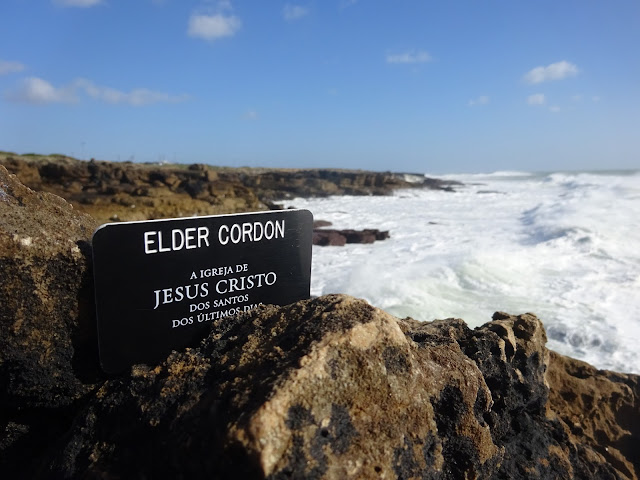 ELDER CORDON
A IGREJA DE
JESUS CRISTO
DOS SANTOS
DOS ÚLTIMOS DIAS